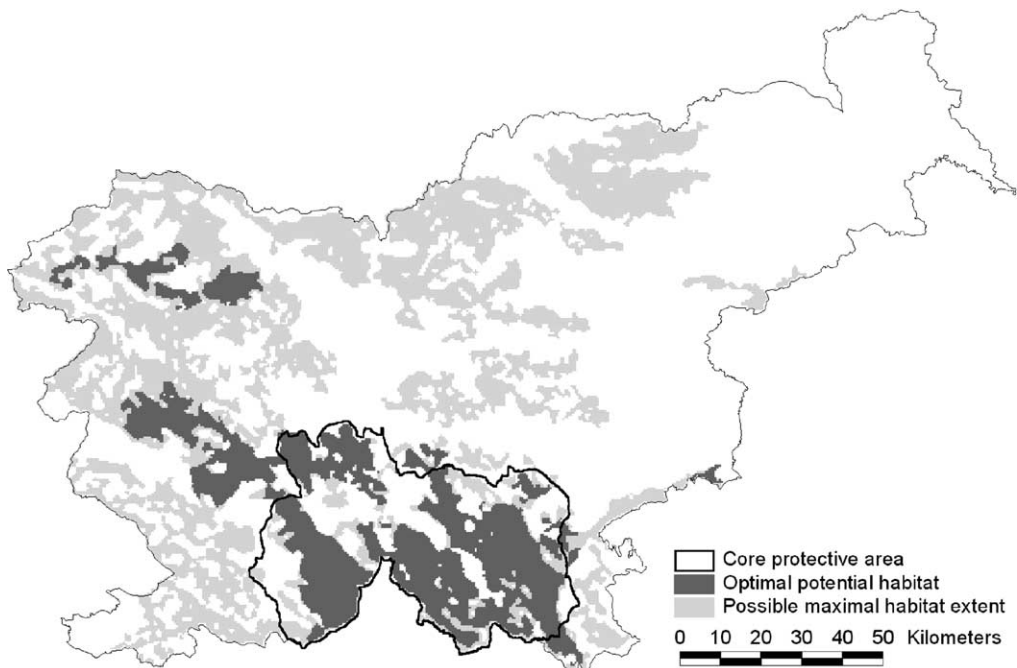 Core protective area
Optimal potential habitat
Possible maximal habitat extent
0 10 20 30 40 50 Kilometers